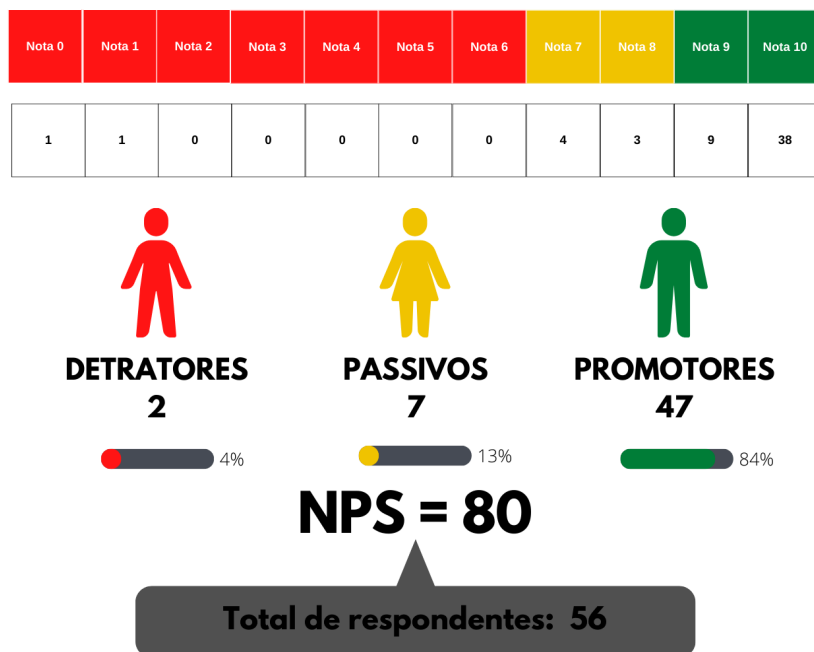 Nota 0 Nota 1 Nota 2 Nota 3 Nota 4 Nota 5 Nota 6 Nota 7 Nota 8 Nota 9 Nota 10
1 1 0 0 0 0 0 4 3 9 38
DETRATORES PASSIVOS PROMOTORES
2 7 47
4% 13% 84%
NPS = 80
Total de respondentes: 56